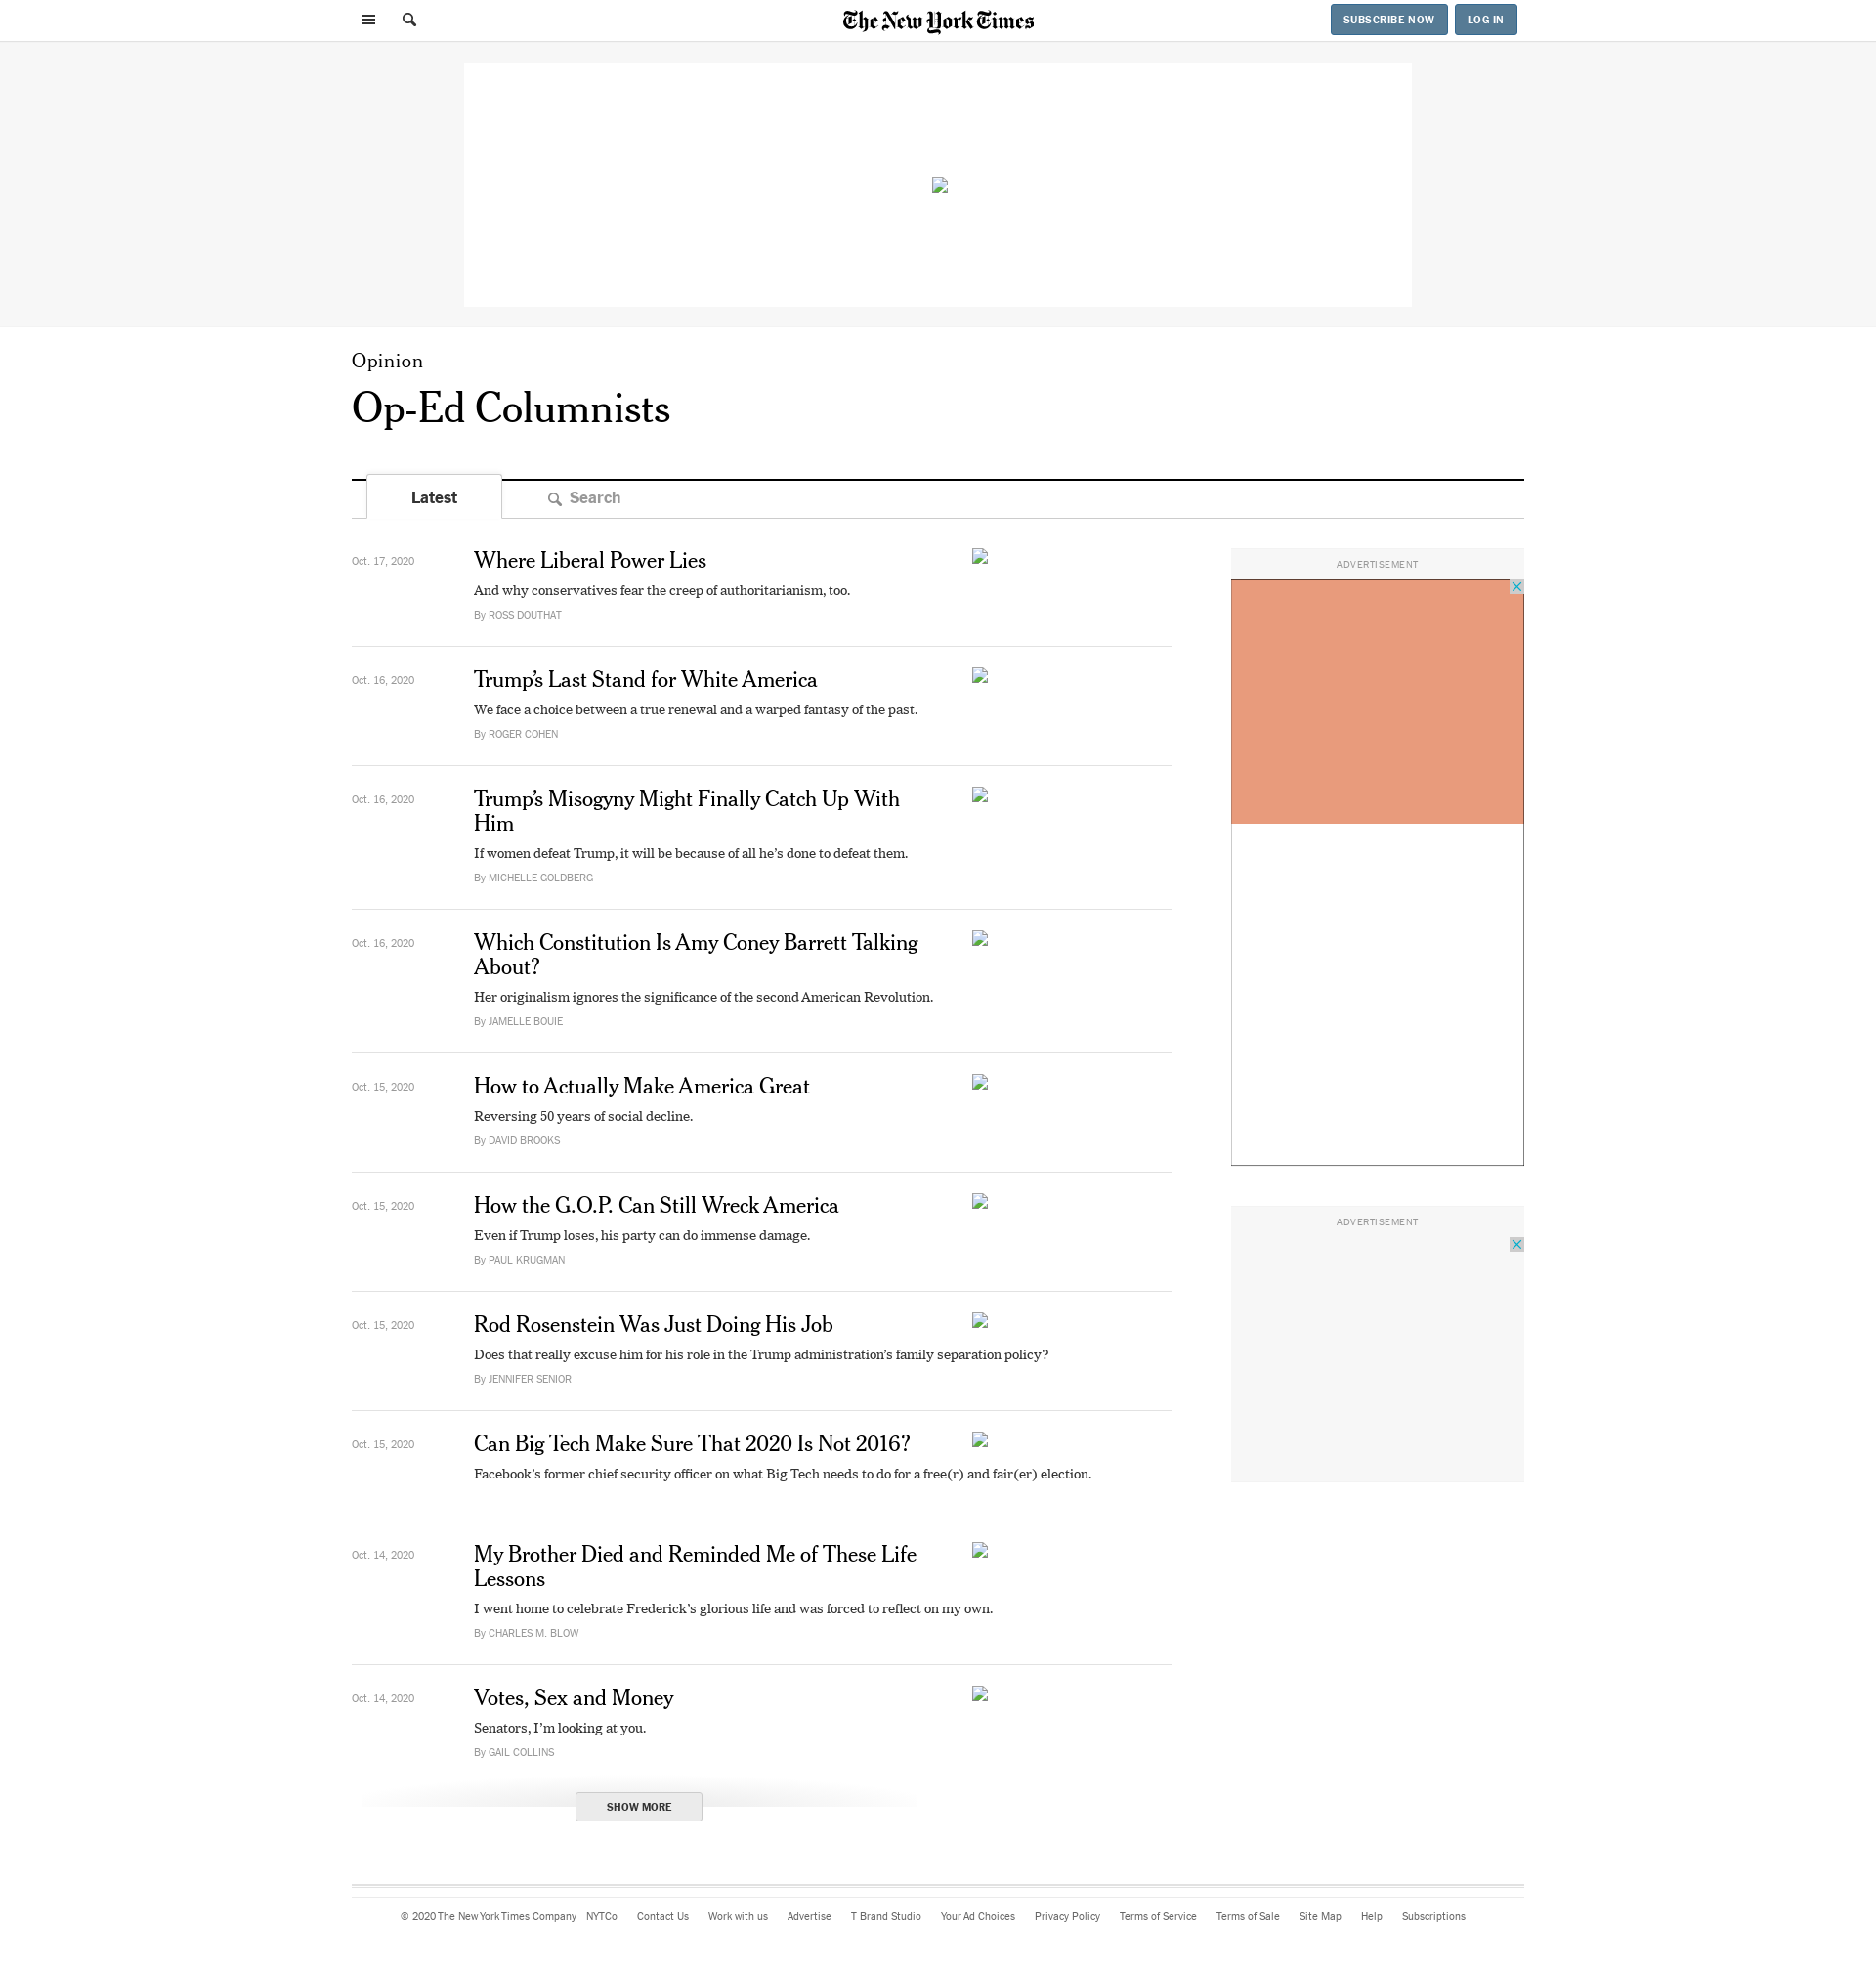 The New York Times
SUBSCRIBE NOW
LOG IN
Opinion
Op-Ed Columnists
Latest
Search
Oct. 17, 2020
Where Liberal Power Lies
And why conservatives fear the creep of authoritarianism, too.
By ROSS DOUTHAT
Oct. 16, 2020
Trump’s Last Stand for White America
We face a choice between a true renewal and a warped fantasy of the past.
By ROGER COHEN
Oct. 16, 2020
Trump’s Misogyny Might Finally Catch Up With
Him
If women defeat Trump, it will be because of all he’s done to defeat them.
By MICHELLE GOLDBERG
Oct. 16, 2020
Which Constitution Is Amy Coney Barrett Talking
About?
Her originalism ignores the significance of the second American Revolution.
By JAMELLE BOUIE
Oct. 15, 2020
How to Actually Make America Great
Reversing 50 years of social decline.
By DAVID BROOKS
Oct. 15, 2020
How the G.O.P. Can Still Wreck America
Even if Trump loses, his party can do immense damage.
By PAUL KRUGMAN
Oct. 15, 2020
Rod Rosenstein Was Just Doing His Job
Does that really excuse him for his role in the Trump administration’s family separation policy?
By JENNIFER SENIOR
Oct. 15, 2020
Can Big Tech Make Sure That 2020 Is Not 2016?
Facebook’s former chief security officer on what Big Tech needs to do for a free(r) and fair(er) election.
Oct. 14, 2020
My Brother Died and Reminded Me of These Life
Lessons
I went home to celebrate Frederick’s glorious life and was forced to reflect on my own.
By CHARLES M. BLOW
Oct. 14, 2020
Votes, Sex and Money
Senators, I’m looking at you.
By GAIL COLLINS
SHOW MORE
ADVERTISEMENT
ADVERTISEMENT
© 2020 The New York Times Company NYTCo Contact Us Work with us Advertise T Brand Studio Your Ad Choices Privacy Policy Terms of Service Terms of Sale Site Map Help Subscriptions